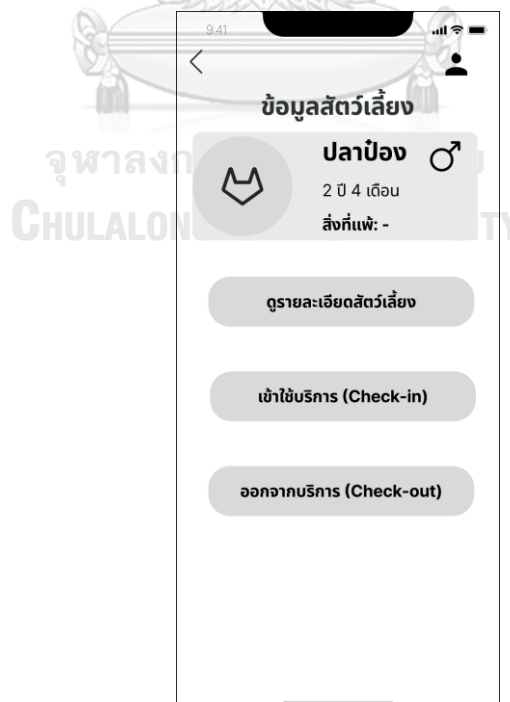 9:41
ข้อมูลสัตว์เลี้ยง
ปลาป๋อง
2 ปี 4 เดือน
สิ่งที่แพ้: -
ดูรายละเอียดสัตว์เลี้ยง
เข้าใช้บริการ (Check-in)
ออกจากบริการ (Check-out)